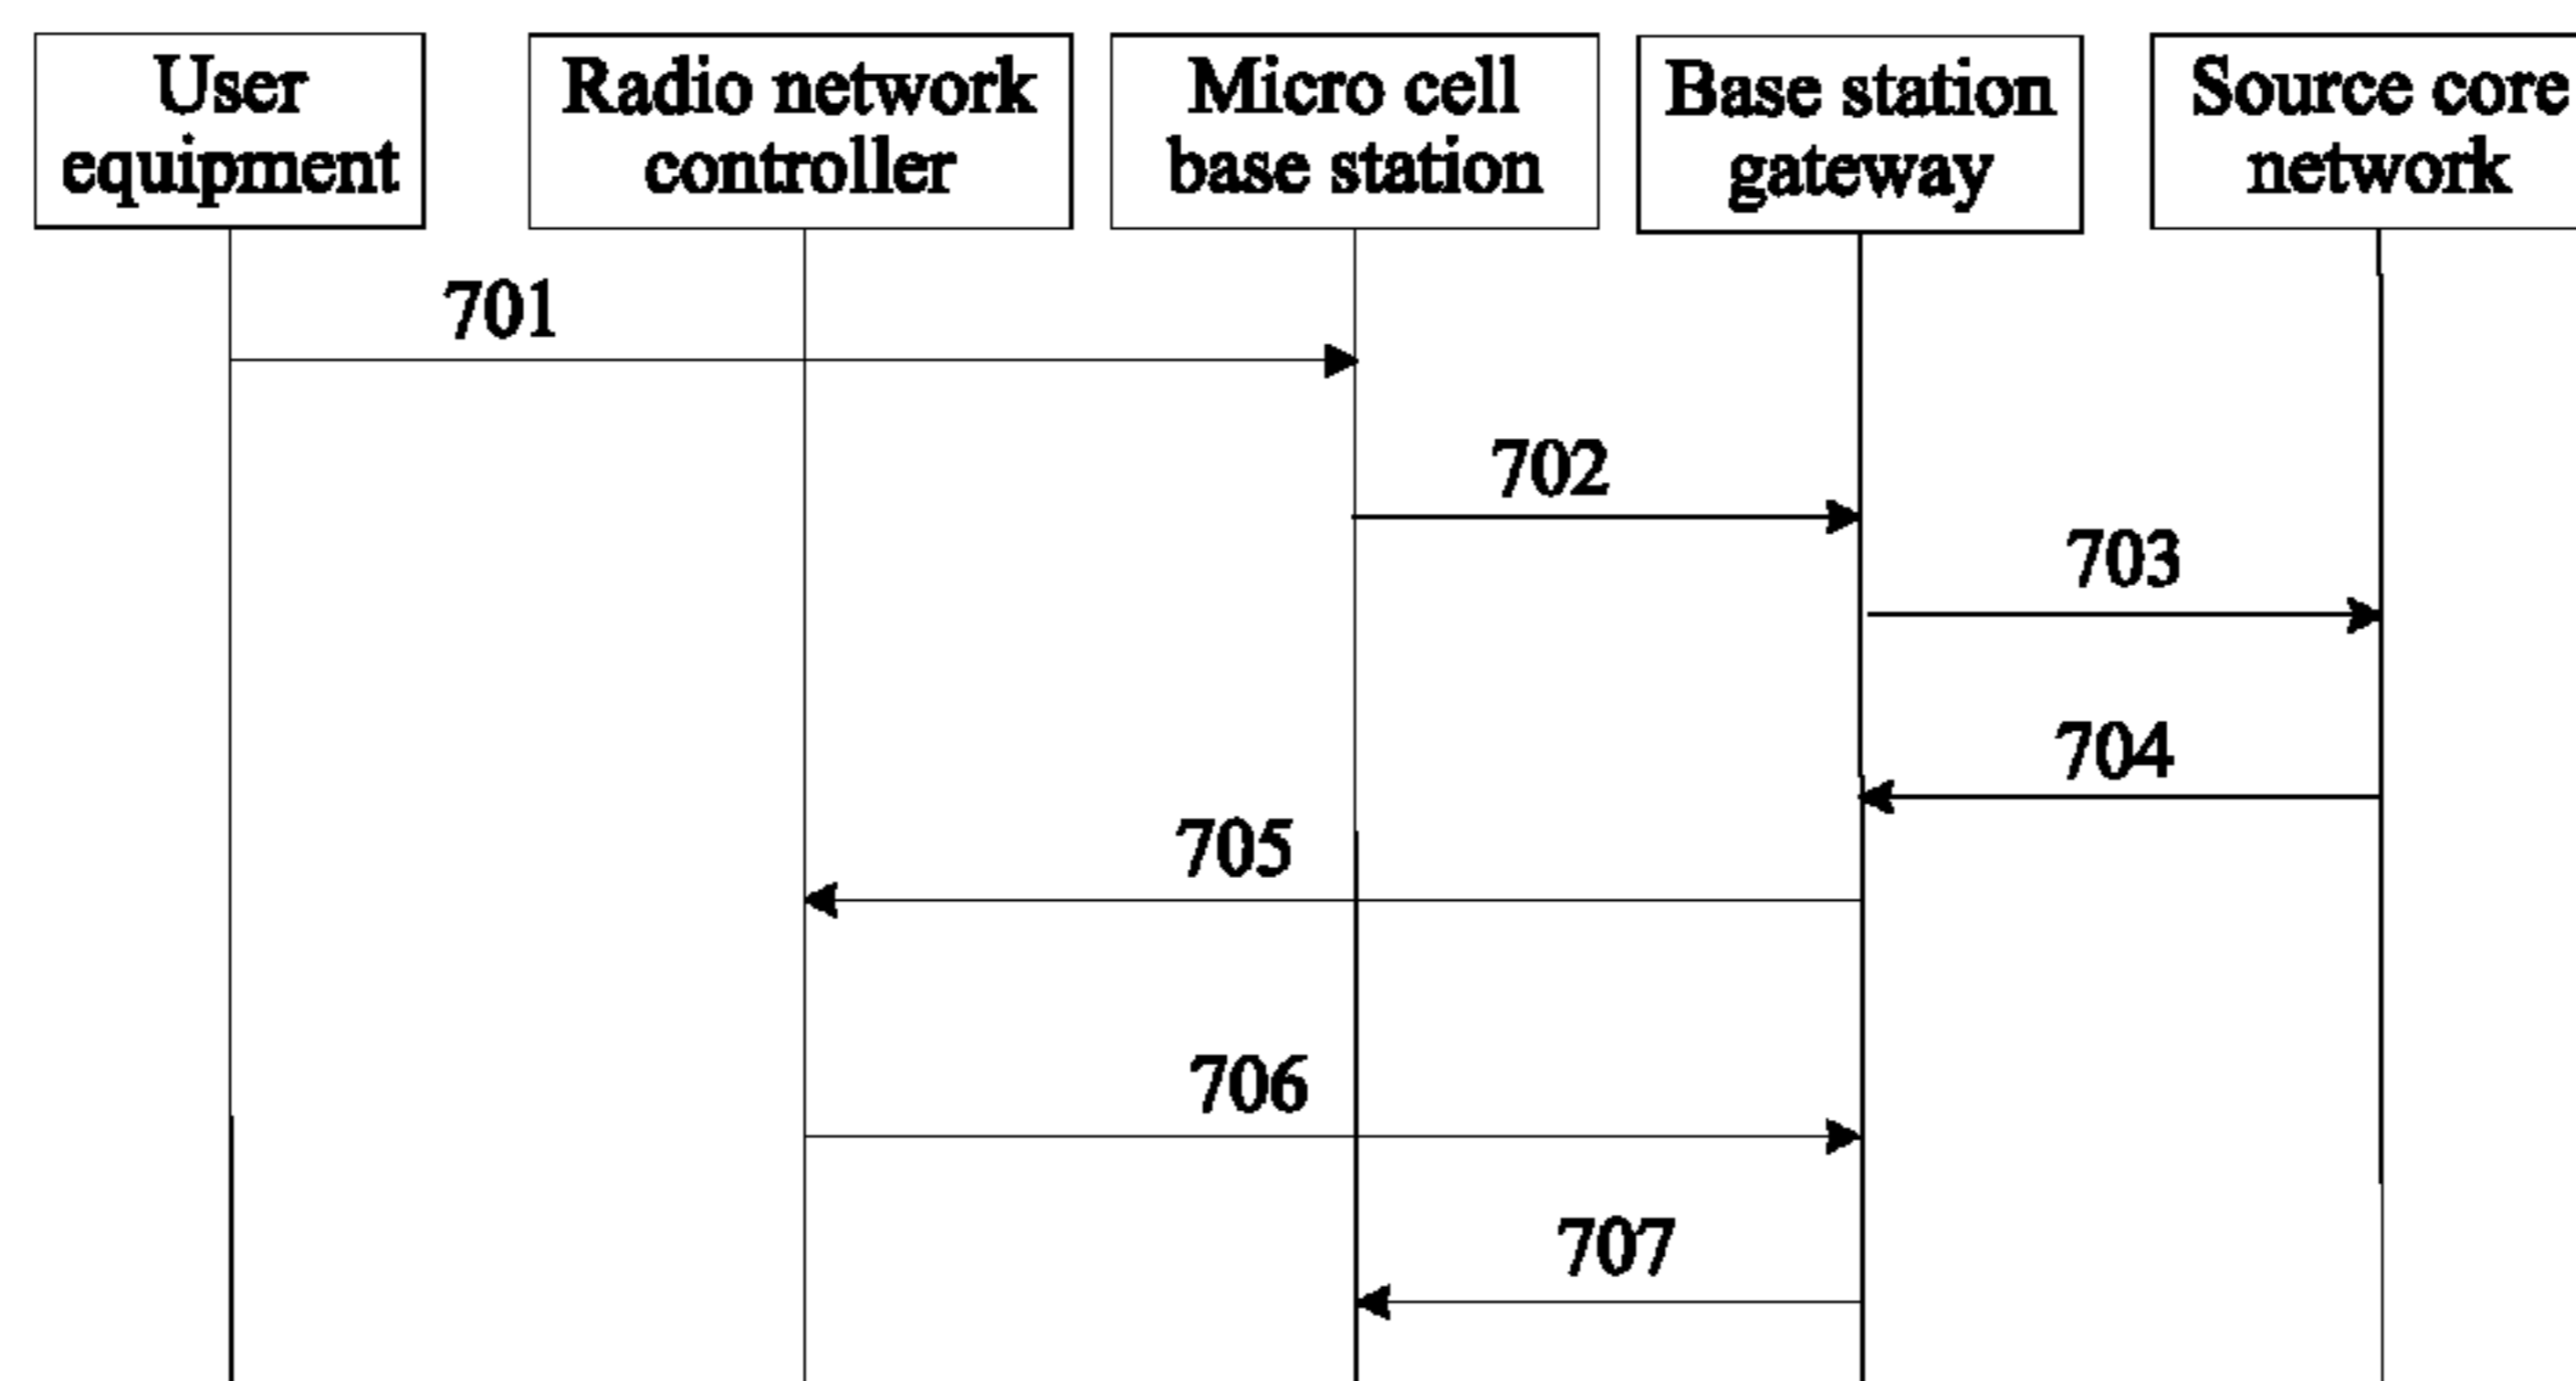 User
equipment
Radio network
controller
Micro cell
base station
Base station
gateway
Source core
network
701
702
703
704
705
706
707